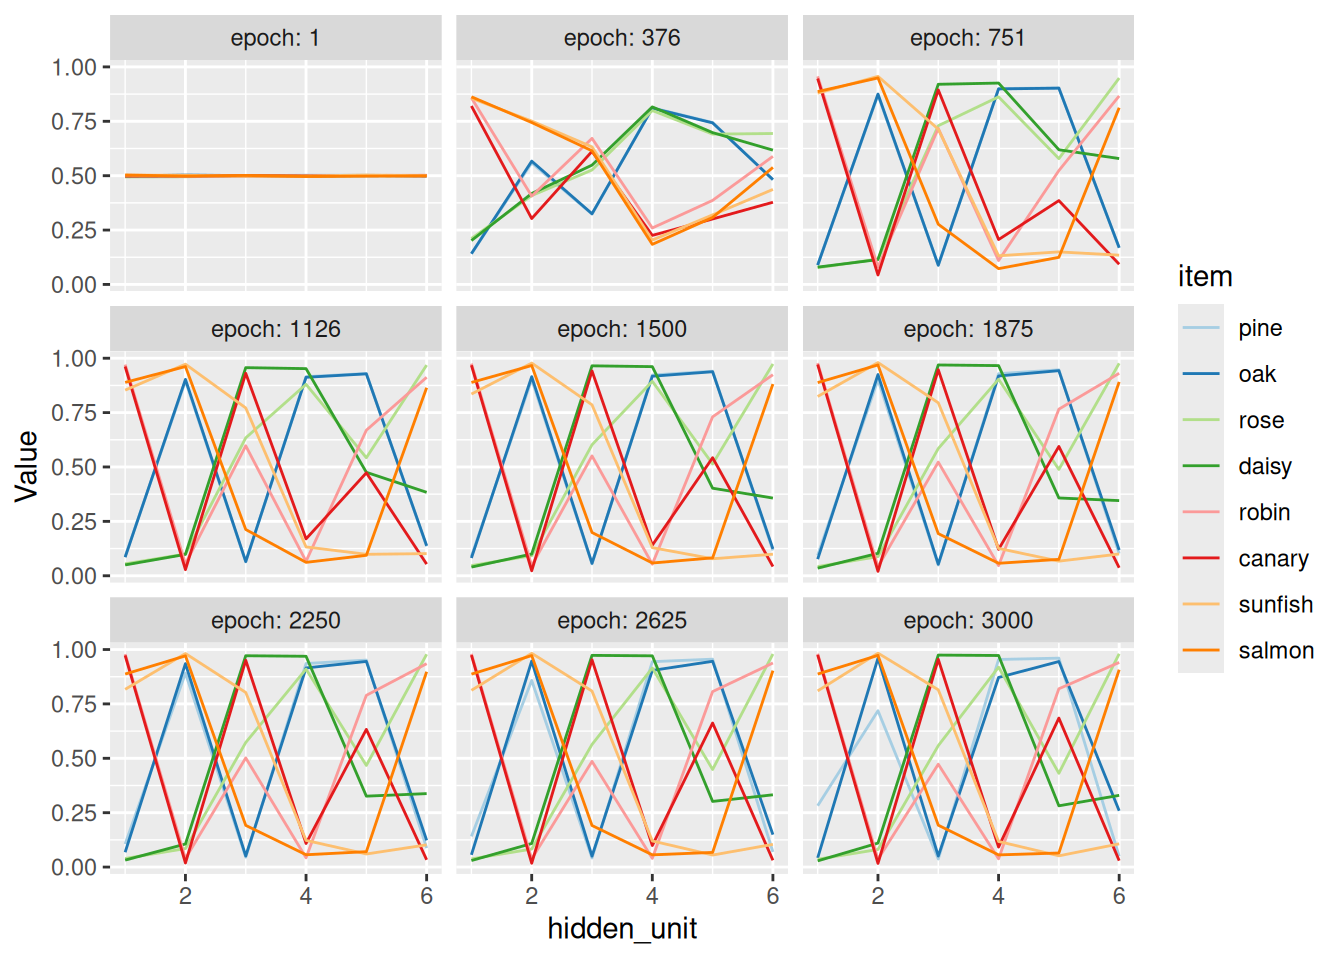 epoch: 1
epoch: 376
epoch: 751
1.00
0.75
0.50
0.25
0.00
epoch: 1126
epoch: 1500
epoch: 1875
1.00
0.75
0.50
0.25
0.00
epoch: 2250
epoch: 2625
epoch: 3000
1.00
0.75
0.50
0.25
0.00
2 4 6
2 4 6
2 4 6
hidden_unit
Value
item
pine
oak
rose
daisy
robin
canary
sunfish
salmon